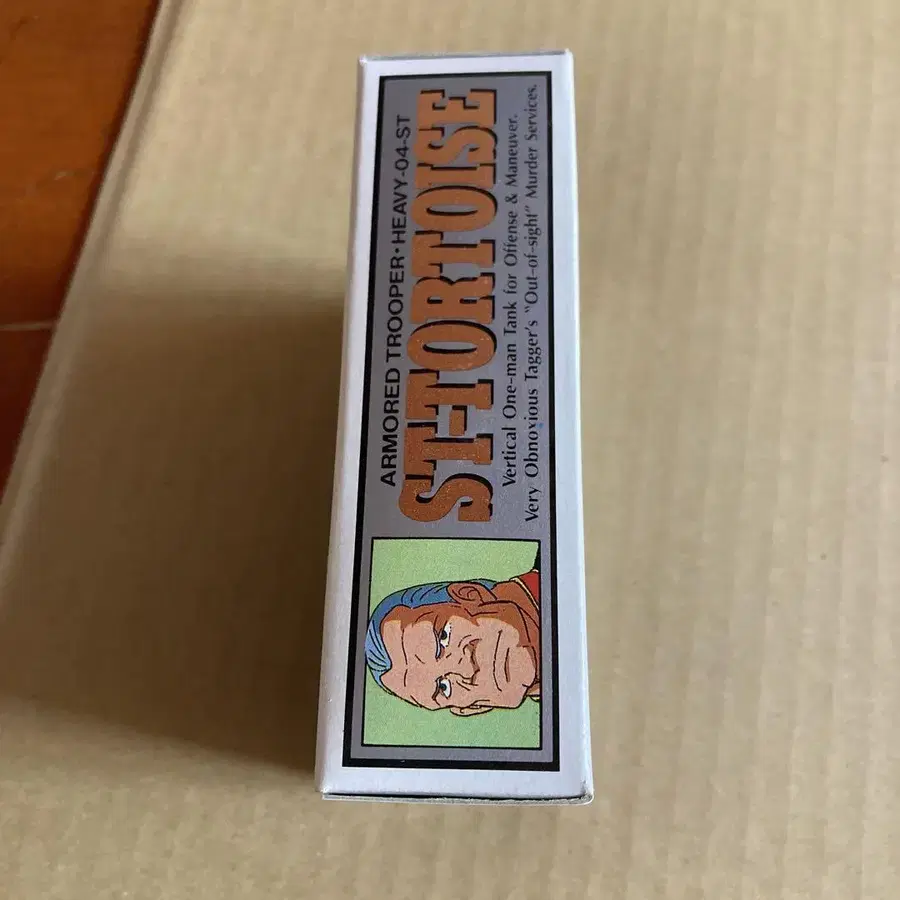 ARMORED TROOPER·HEAVY-04-ST
ST-TORTOISE
Vertical One-man Tank for Offense & Maneuver.
Very Obnoxious Tagger's "Out-of-sight" Murder Services.